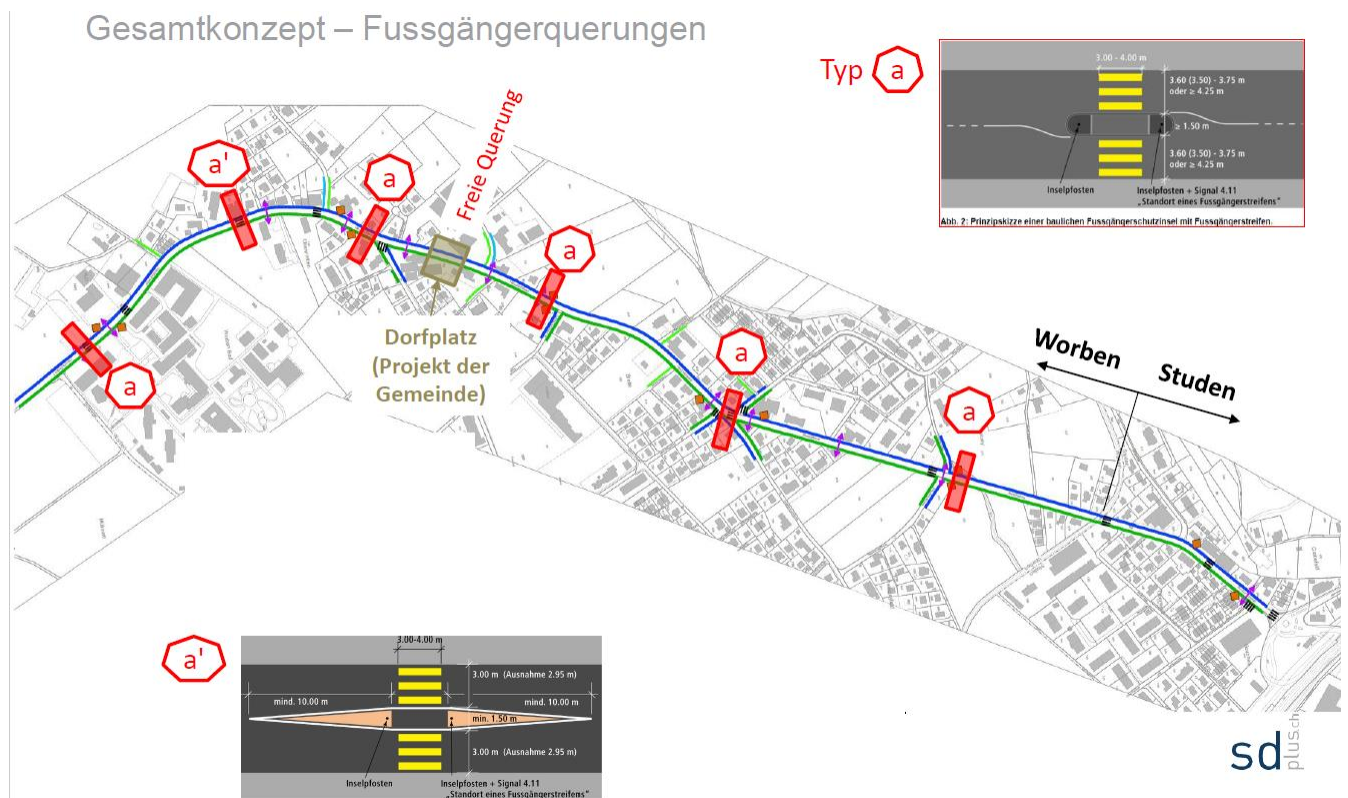 Gesamtkonzept – Fussgängerquerungen
Typ a
3.00 - 4.00 m
3.60 (3.50) - 3.75 m
oder ≥ 4.25 m
≥ 1.50 m
3.60 (3.50) - 3.75 m
oder ≥ 4.25 m
Inselpfosten
Inselpfosten + Signal 4.11
„Standort eines Fussgängerstreifens"
Abb. 2: Prinzipskizze einer baulichen Fussgängerschutzinsel mit Fussgängerstreifen.
a'
a
Freie Querung
a
a
a
a
Dorfplatz
(Projekt der
Gemeinde)
Worben
Studen
a'
3.00-4.00 m
3.00 m (Ausnahme 2.95 m)
mind. 10.00 m
mind. 10.00 m
min. 1.50 m
3.00 m (Ausnahme 2.95 m)
Inselpfosten
Inselpfosten + Signal 4.11
„Standort eines Fussgängerstreifens"
sd
plus.ch